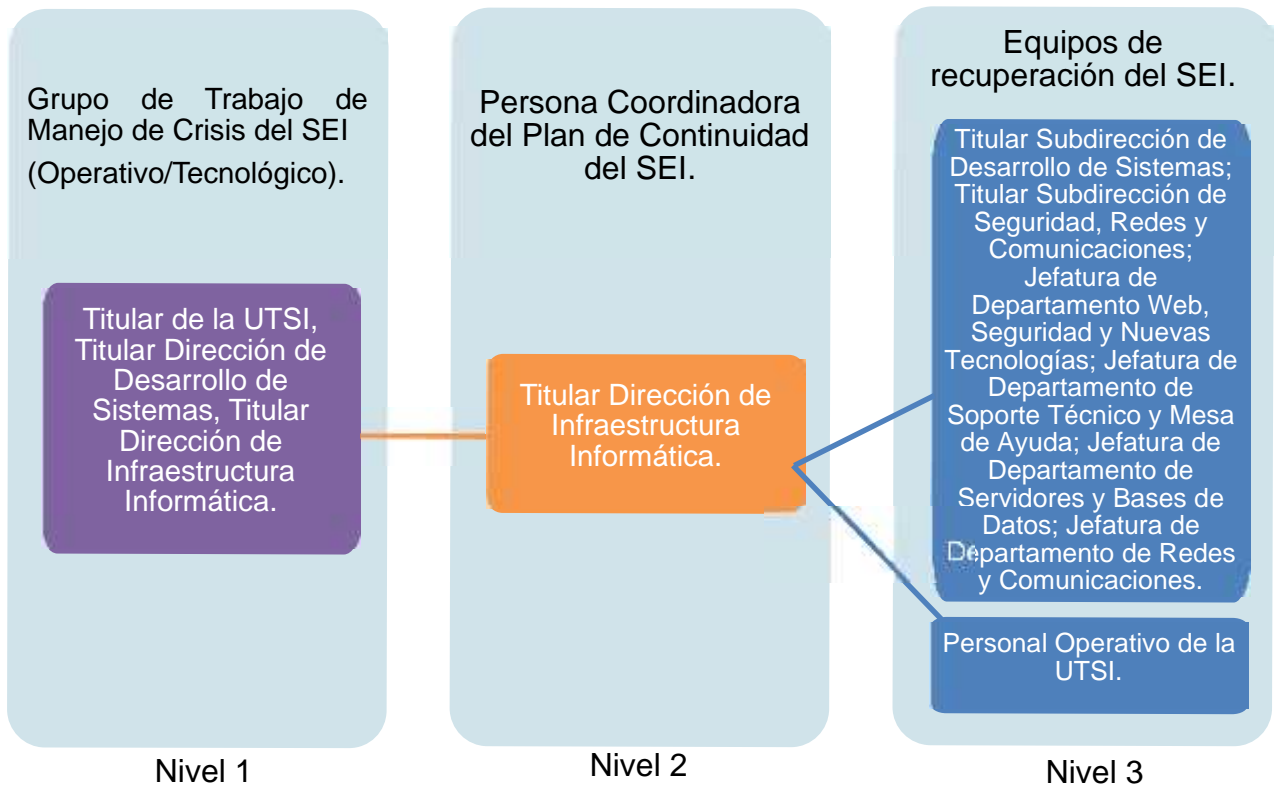 Grupo de Trabajo de
Manejo de Crisis del SEI
(Operativo/Tecnológico).
Titular de la UTSI,
Titular Dirección de
Desarrollo de
Sistemas, Titular
Dirección de
Infraestructura
Informática.
Nivel 1
Persona Coordinadora
del Plan de Continuidad
del SEI.
Titular Dirección de
Infraestructura
Informática.
Nivel 2
Equipos de
recuperación del SEI.
Titular Subdirección de
Desarrollo de Sistemas;
Titular Subdirección de
Seguridad, Redes y
Comunicaciones;
Jefatura de
Departamento Web,
Seguridad y Nuevas
Tecnologías; Jefatura de
Departamento de
Soporte Técnico y Mesa
de Ayuda; Jefatura de
Departamento de
Servidores y Bases de
Datos; Jefatura de
Departamento de Redes
y Comunicaciones.
Personal Operativo de la
UTSI.
Nivel 3